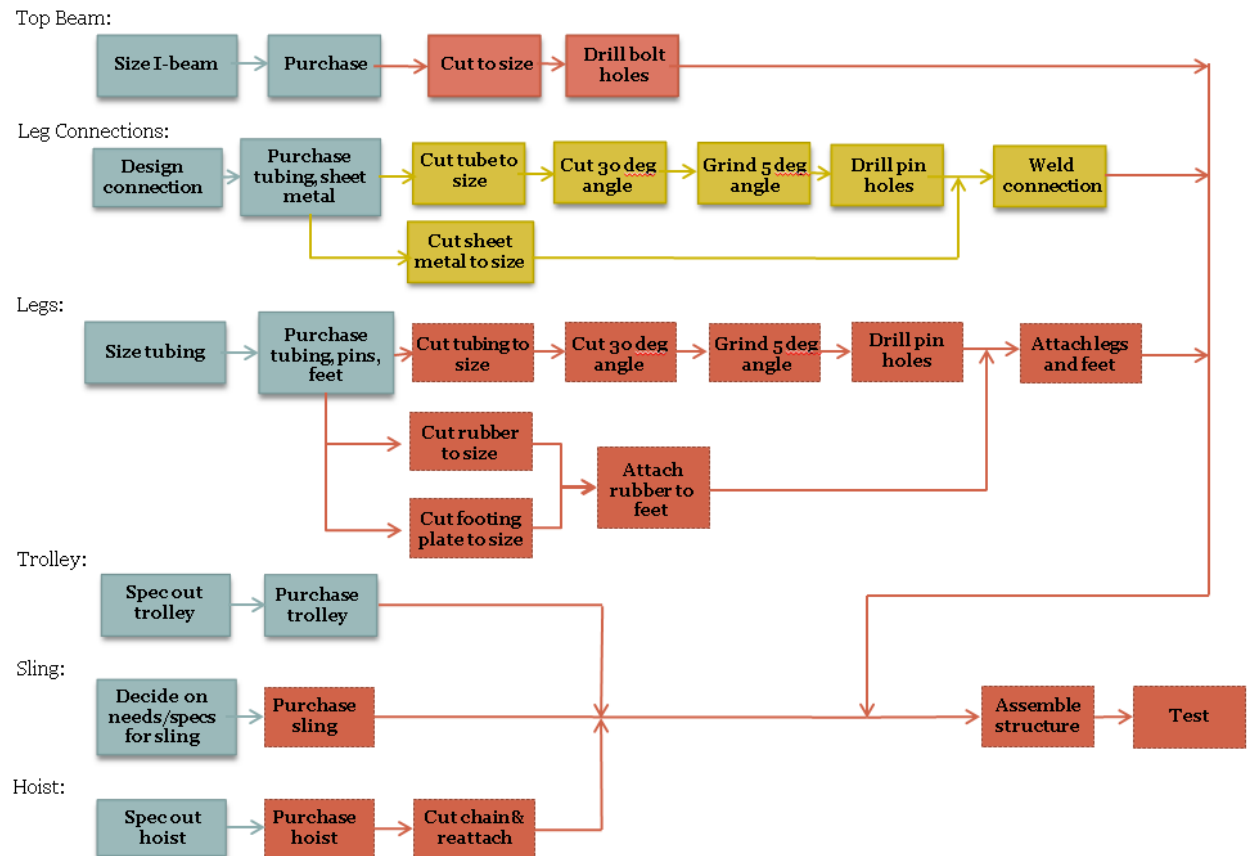 Top Beam:
Size I-beam
Purchase
Cut to size
Drill bolt
holes
Leg Connections:
Design
connection
Purchase
tubing, sheet
metal
Cut tube to
size
Cut 30 deg
angle
Grind 5 deg
angle
Drill pin
holes
Weld
connection
Cut sheet
metal to size
Legs:
Size tubing
Purchase
tubing, pins,
feet
Cut tubing to
size
Cut 30 deg
angle
Grind 5 deg
angle
Drill pin
holes
Attach legs
and feet
Cut rubber
to size
Attach
rubber to
feet
Cut footing
plate to size
Trolley:
Spec out
trolley
Purchase
trolley
Sling:
Decide on
needs/specs
for sling
Purchase
sling
Assemble
structure
Test
Hoist:
Spec out
hoist
Purchase
hoist
Cut chain &
reattach